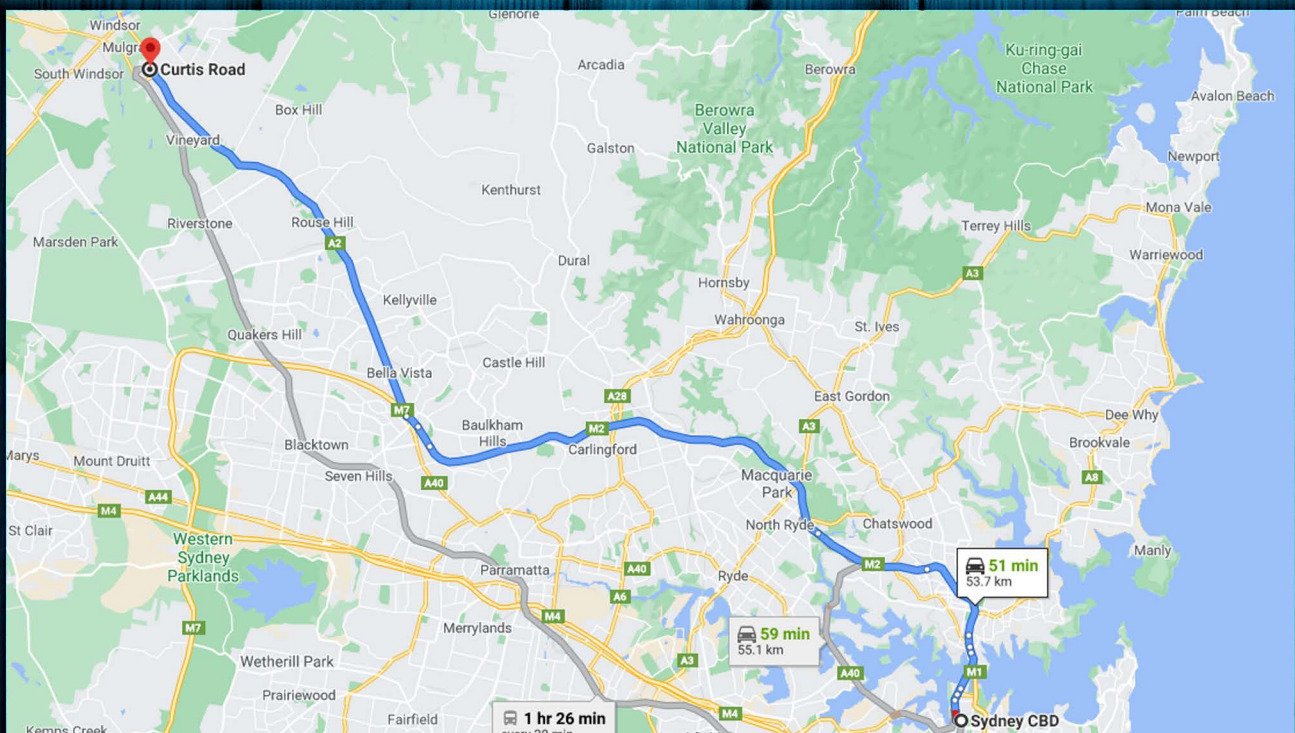 Glenorie
Palm Beach
Windsor
Mulgra
Curtis Road
South Windsor
Arcadia
Berowra
Ku-ring-gai
Chase
National Park
Avalon Beach
Box Hill
Berowra
Valley
National Park
Vineyard
Galston
Newport
Kenthurst
Mona Vale
Riverstone
Rouse Hill
Terrey Hills
Marsden Park
A2
Warriewood
Dural
A3
Hornsby
Kellyville
Wahroonga
St. Ives
Quakers Hill
Castle Hill
Bella Vista
A28
East Gordon
M7
Dee Why
Baulkham
Hills
M2
A3
Blacktown
Carlingford
Brookvale
Marys
Mount Druitt
Seven Hills
Macquarie
Park
A8
A40
A44
M4
St Clair
North Ryde
Chatswood
Western
Sydney
Parklands
Manly
M2
51 min
53.7 km
Parramatta
A40
Ryde
A6
M4
M7
Merrylands
59 min
55.1 km
Wetherill Park
A3
M1
A40
Prairiewood
1 hr 26 min
M4
Fairfield
Sydney CBD
Kemps Creek